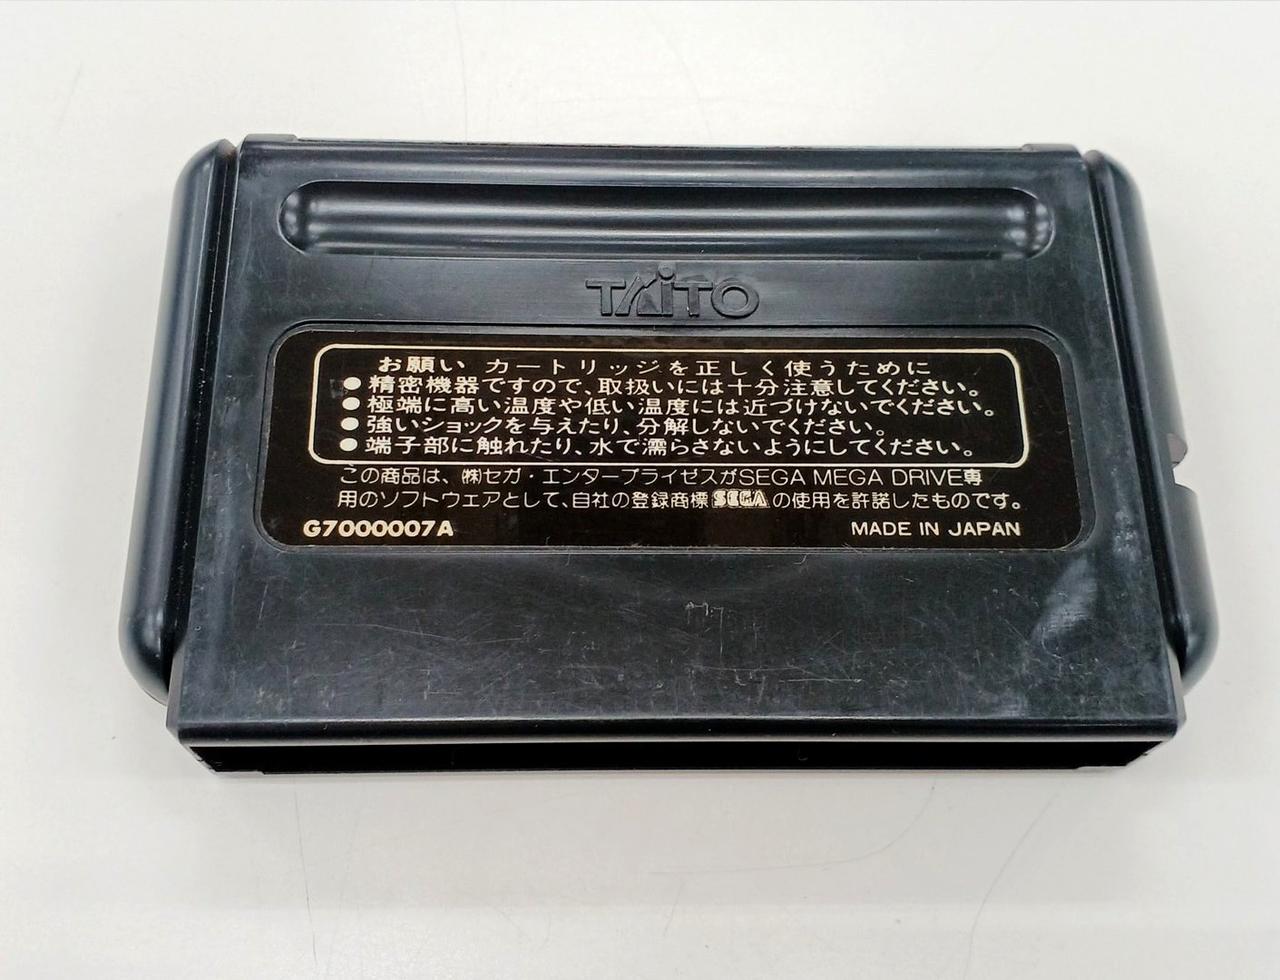 TAITO
お願い カートリッジを正しく使うために
●精密機器ですので、取扱いには十分注意してください。
●極端に高い温度や低い温度には近づけないでください。
●強いショックを与えたり、分解しないでください。
●端子部に触れたり、水で濡らさないようにしてください。
この商品は、㈱セガ・エンタープライゼスがSEGA MEGA DRIVE専
用のソフトウェアとして、自社の登録商標SEGAの使用を許諾したものです。
G7000007A MADE IN JAPAN